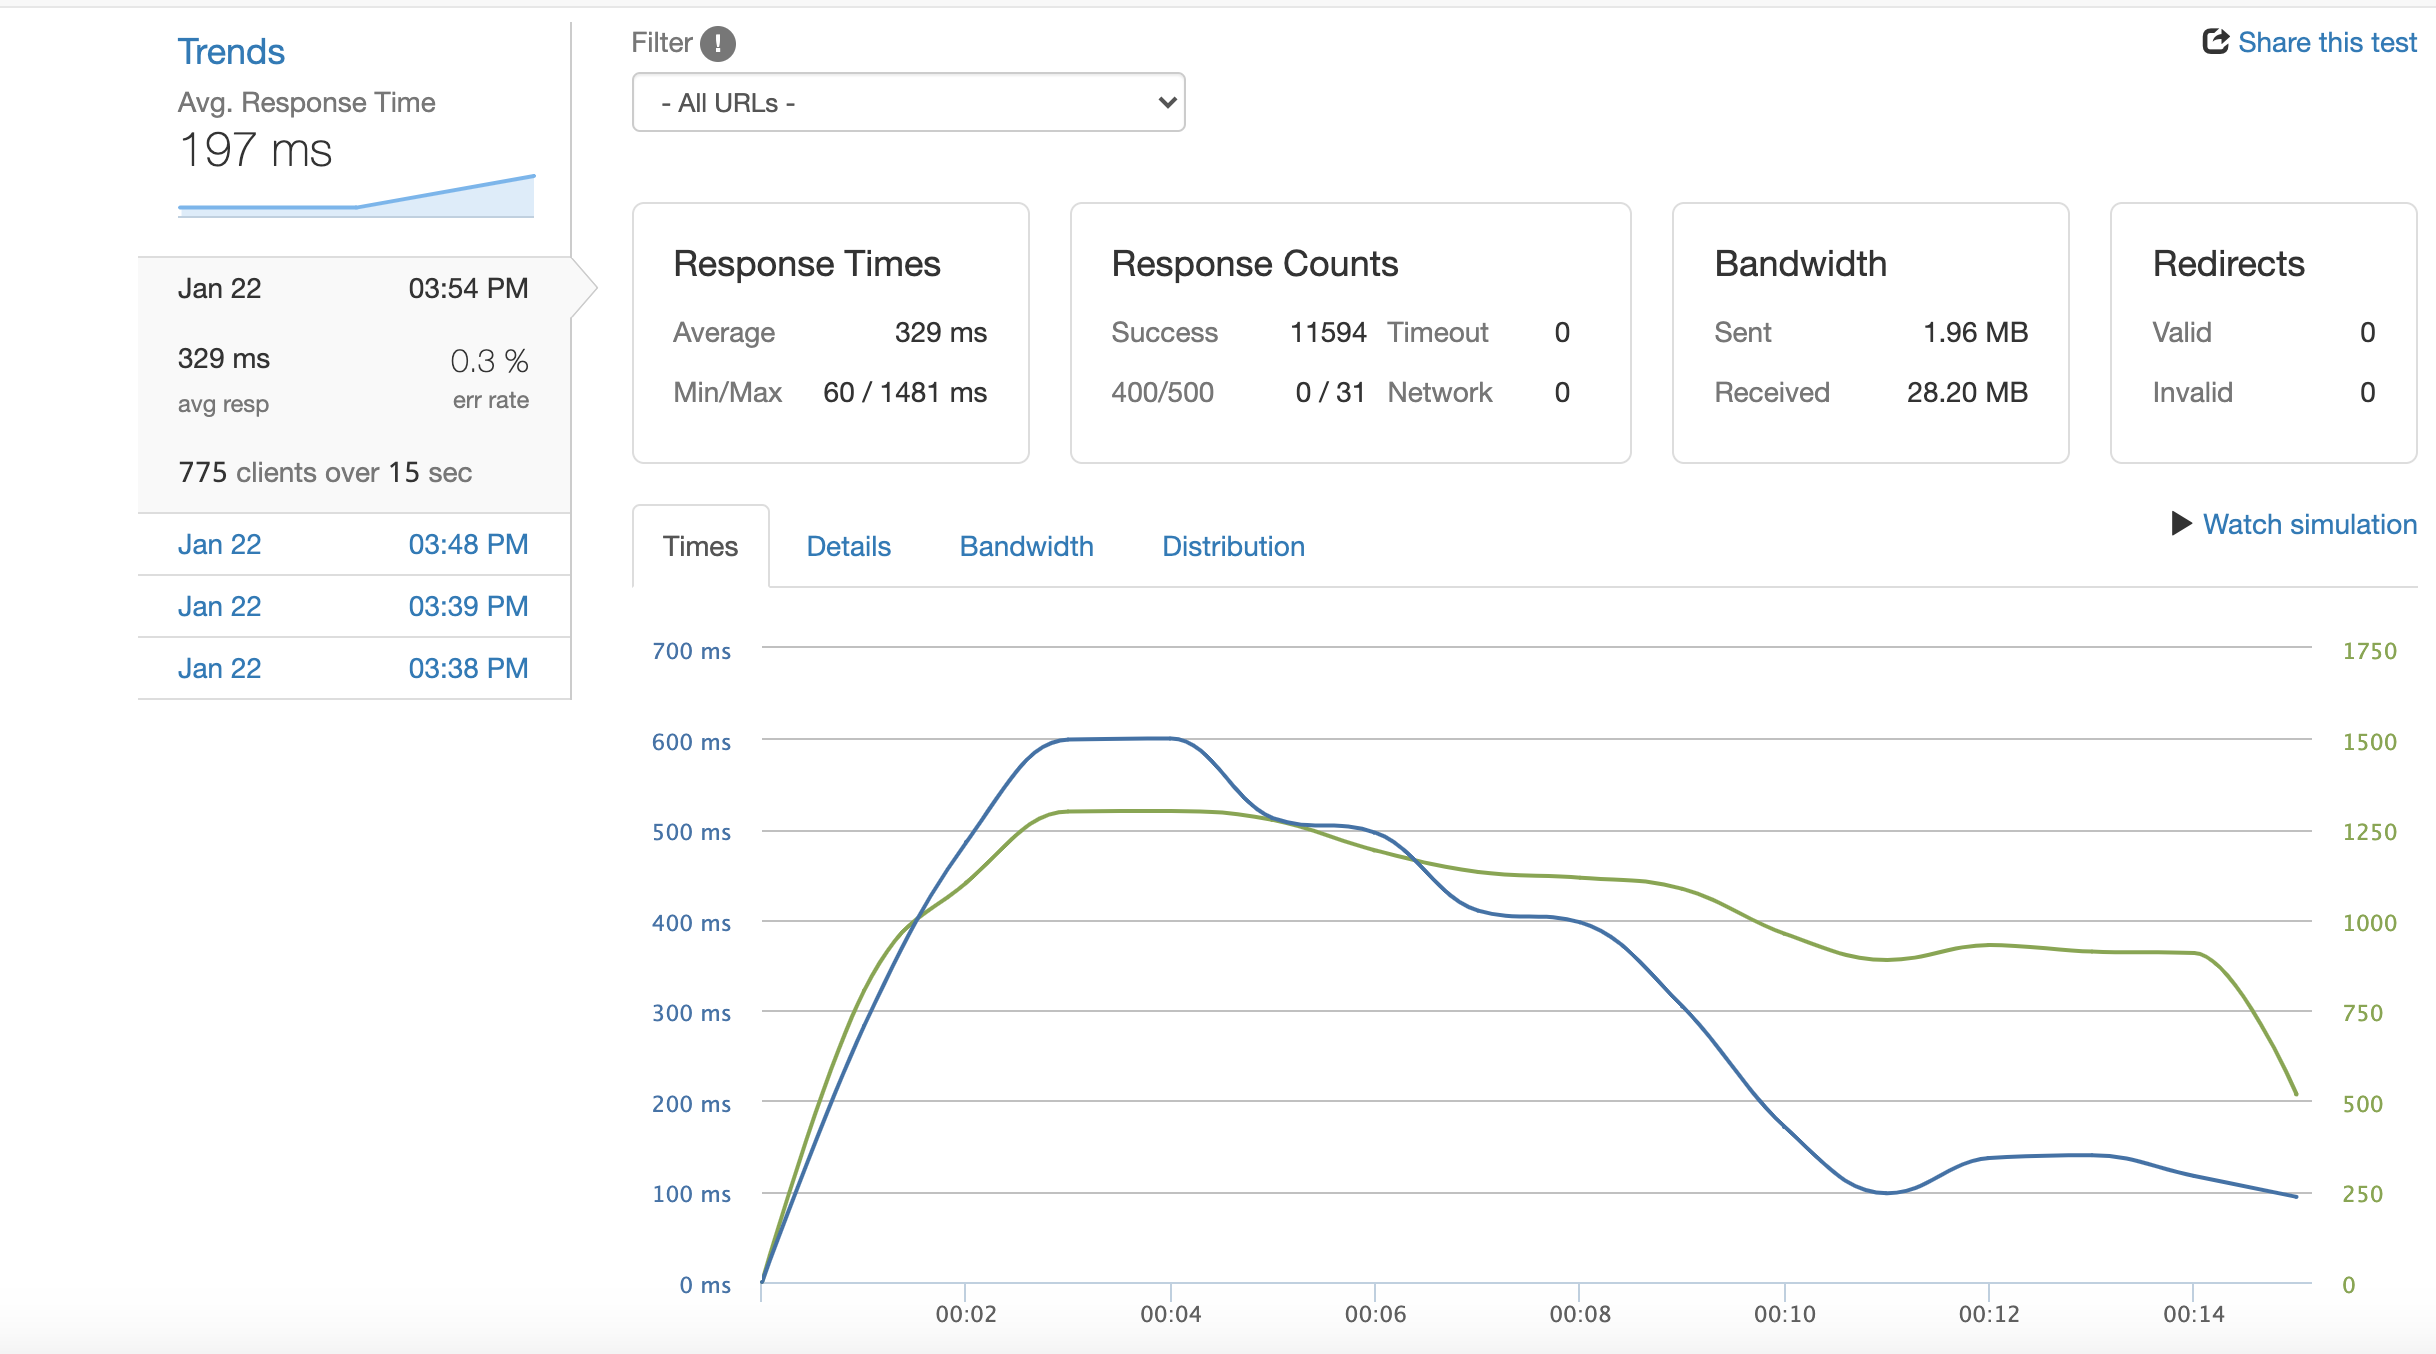 Trends
Avg. Response Time
197 ms
Jan 22 03:54 PM
329 ms 0.3 %
avg resp err rate
775 clients over 15 sec
Jan 22 03:48 PM
Jan 22 03:39 PM
Jan 22 03:38 PM
Filter !
Share this test
- All URLs -
Response Times
Average 329 ms
Min/Max 60 / 1481 ms
Response Counts
Success 11594 Timeout 0
400/500 0 / 31 Network 0
Bandwidth
Sent 1.96 MB
Received 28.20 MB
Redirects
Valid 0
Invalid 0
Times Details Bandwidth Distribution
Watch simulation
700 ms 1750
600 ms 1500
500 ms 1250
400 ms 1000
300 ms 750
200 ms 500
100 ms 250
0 ms 0
00:02 00:04 00:06 00:08 00:10 00:12 00:14